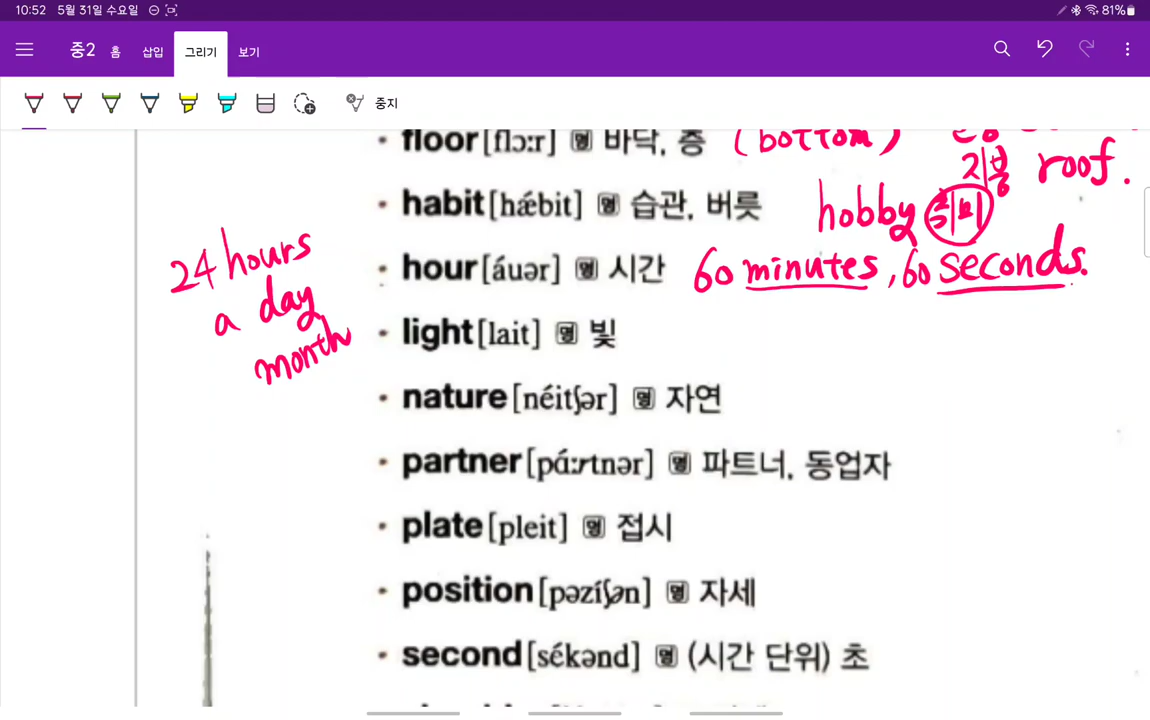 10:52 5월 31일 수요일 81%
중2 홈 삽입 그리기 보기
중지
floor[flɔːr] 명 바닥, 층 (bottom)
지붕 roof.
habit[hǽbit] 명 습관, 버릇 hobby 취미
24 hours
hour[áuər] 명 시간 60 minutes, 60 seconds.
a day
month
light[lait] 명 빛
nature[néitʃər] 명 자연
partner[pɑ́ːrtnər] 명 파트너, 동업자
plate[pleit] 명 접시
position[pəzíʃən] 명 자세
second[sékənd] 명 (시간 단위) 초